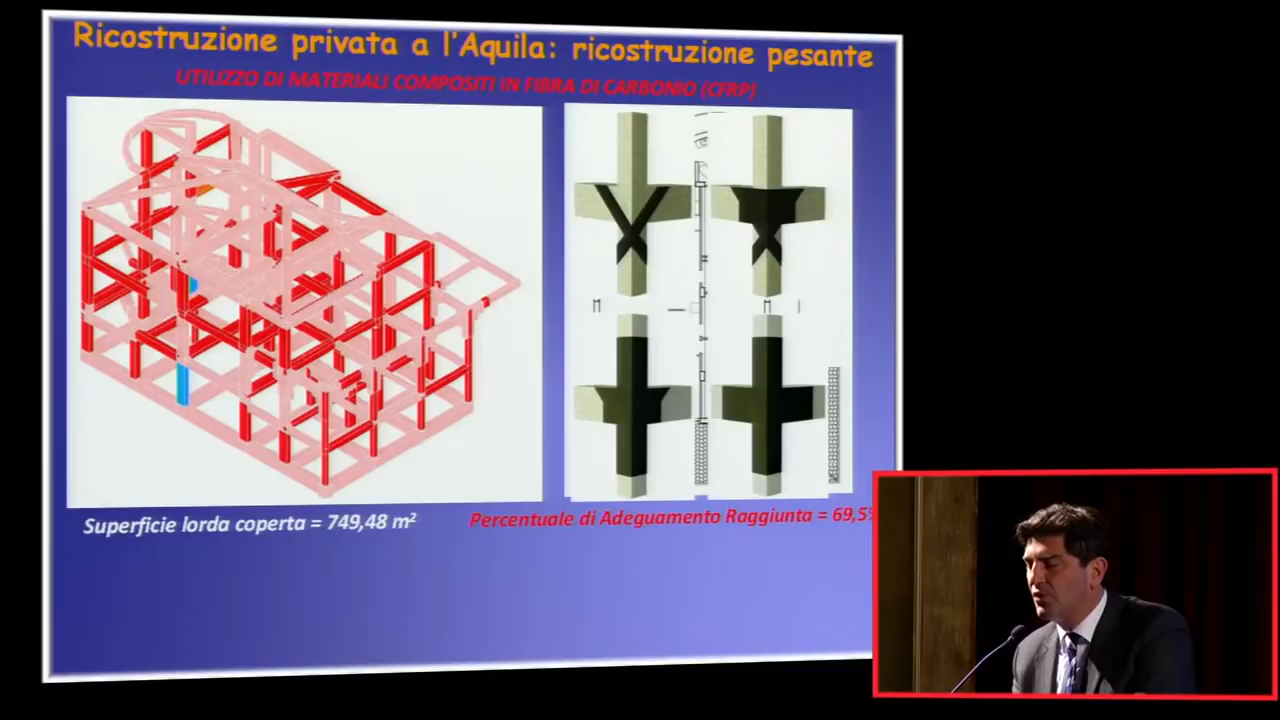 Ricostruzione privata a l'Aquila: ricostruzione pesante
UTILIZZO DI MATERIALI COMPOSITI IN FIBRA DI CARBONIO (CFRP)
Superficie lorda coperta = 749,48 m²
Percentuale di Adeguamento Raggiunta = 69,5